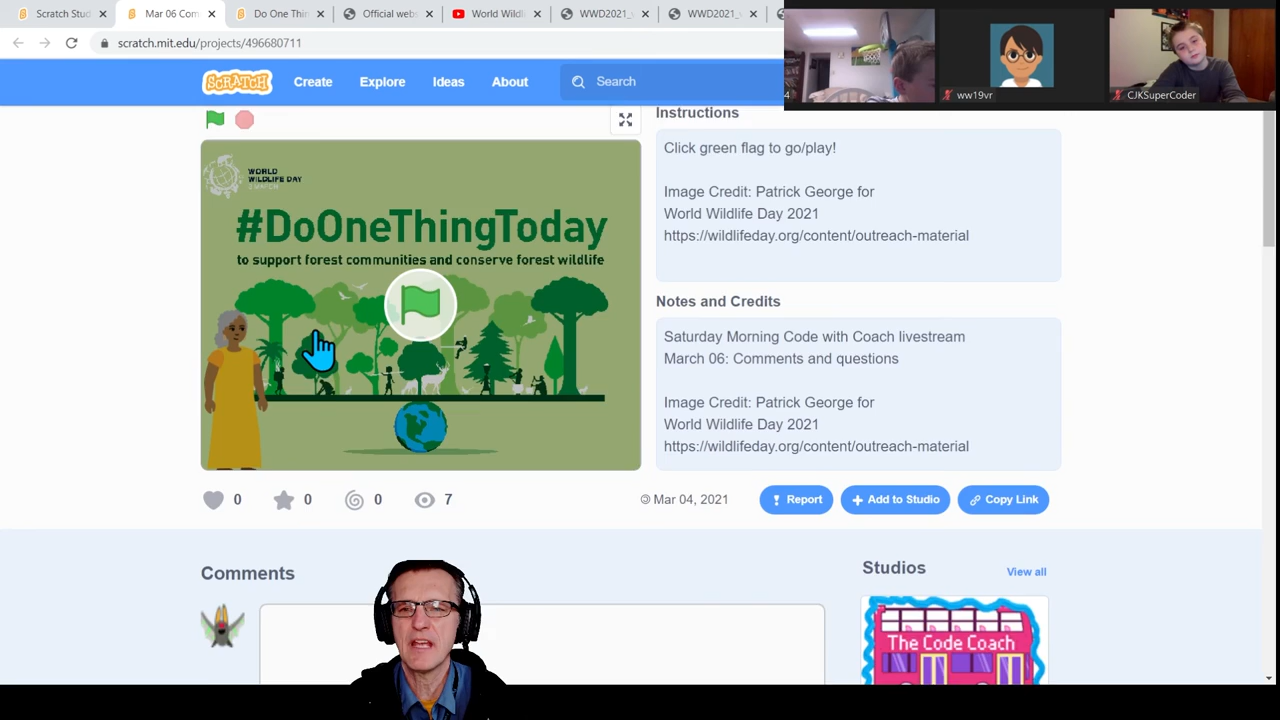 Scratch Stud
Mar 06 Com
Do One Thin
Official web
World Wildl
WWD2021_
WWD2021_
scratch.mit.edu/projects/496680711
SCRATCH
Create
Explore
Ideas
About
Search
4
ww19vr
CJKSuperCoder
Instructions
Click green flag to go/play!
Image Credit: Patrick George for
World Wildlife Day 2021
https://wildlifeday.org/content/outreach-material
WORLD
WILDLIFE DAY
3 MARCH
#DoOneThingToday
to support forest communities and conserve forest wildlife
Notes and Credits
Saturday Morning Code with Coach livestream
March 06: Comments and questions
Image Credit: Patrick George for
World Wildlife Day 2021
https://wildlifeday.org/content/outreach-material
0
0
0
7
Mar 04, 2021
Report
Add to Studio
Copy Link
Comments
Studios
View all
The Code Coach